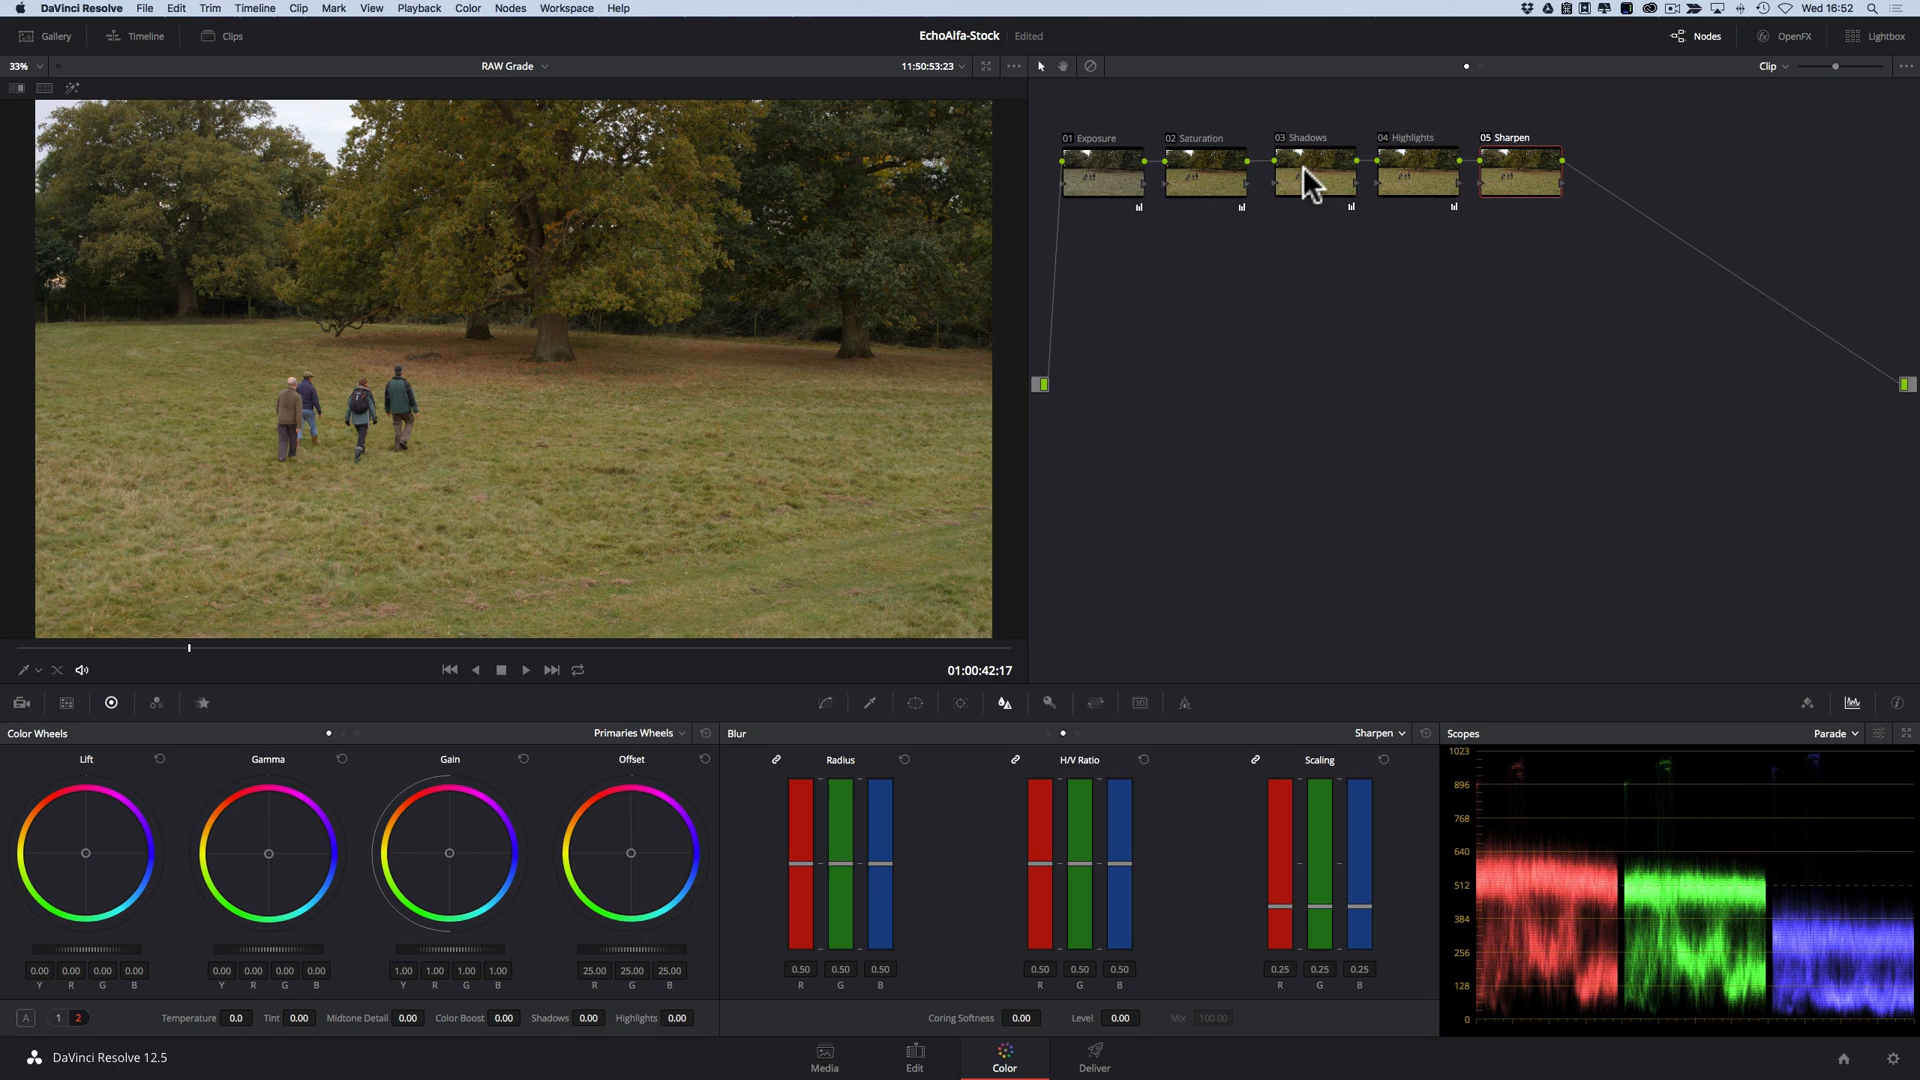 DaVinci Resolve File Edit Trim Timeline Clip Mark View Playback Color Nodes Workspace Help Wed 16:52
Gallery Timeline Clips EchoAlfa-Stock Edited Nodes OpenFX Lightbox
33% RAW Grade 11:50:53:23 Clip
01 Exposure 02 Saturation 03 Shadows 04 Highlights 05 Sharpen
01:00:42:17
3D
Color Wheels Primaries Wheels Blur Sharpen Scopes Parade
Lift Gamma Gain Offset Radius H/V Ratio Scaling
1023
896
768
640
512
384
256
128
0
0.00 0.00 0.00 0.00 0.00 0.00 0.00 0.00 1.00 1.00 1.00 1.00 25.00 25.00 25.00 0.50 0.50 0.50 0.50 0.50 0.50 0.25 0.25 0.25
Y R G B Y R G B Y R G B R G B R G B R G B R G B
A 1 2 Temperature 0.0 Tint 0.00 Midtone Detail 0.00 Color Boost 0.00 Shadows 0.00 Highlights 0.00 Coring Softness 0.00 Level 0.00 Mix 100.00
DaVinci Resolve 12.5 Media Edit Color Deliver